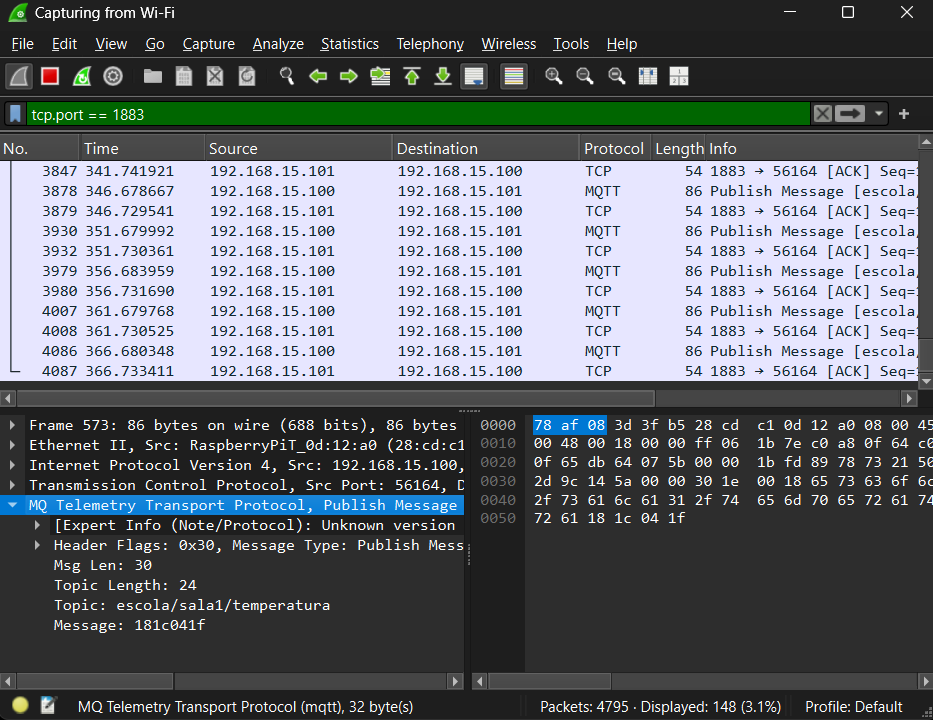 Capturing from Wi-Fi
File Edit View Go Capture Analyze Statistics Telephony Wireless Tools Help
tcp.port == 1883
No. Time Source Destination Protocol Length Info
3847 341.741921 192.168.15.101 192.168.15.100 TCP 54 1883 → 56164 [ACK] Seq=
3878 346.678667 192.168.15.100 192.168.15.101 MQTT 86 Publish Message [escola/
3879 346.729541 192.168.15.101 192.168.15.100 TCP 54 1883 → 56164 [ACK] Seq=
3930 351.679992 192.168.15.100 192.168.15.101 MQTT 86 Publish Message [escola/
3932 351.730361 192.168.15.101 192.168.15.100 TCP 54 1883 → 56164 [ACK] Seq=
3979 356.683959 192.168.15.100 192.168.15.101 MQTT 86 Publish Message [escola/
3980 356.731690 192.168.15.101 192.168.15.100 TCP 54 1883 → 56164 [ACK] Seq=
4007 361.679768 192.168.15.100 192.168.15.101 MQTT 86 Publish Message [escola/
4008 361.730525 192.168.15.101 192.168.15.100 TCP 54 1883 → 56164 [ACK] Seq=
4086 366.680348 192.168.15.100 192.168.15.101 MQTT 86 Publish Message [escola/
4087 366.733411 192.168.15.101 192.168.15.100 TCP 54 1883 → 56164 [ACK] Seq=
Frame 573: 86 bytes on wire (688 bits), 86 bytes
Ethernet II, Src: RaspberryPiT_0d:12:a0 (28:cd:c1
Internet Protocol Version 4, Src: 192.168.15.100,
Transmission Control Protocol, Src Port: 56164, D
MQ Telemetry Transport Protocol, Publish Message
[Expert Info (Note/Protocol): Unknown version
Header Flags: 0x30, Message Type: Publish Mess
Msg Len: 30
Topic Length: 24
Topic: escola/sala1/temperatura
Message: 181c041f
0000 78 af 08 3d 3f b5 28 cd c1 0d 12 a0 08 00 45
0010 00 48 00 18 00 00 ff 06 1b 7e c0 a8 0f 64 c0
0020 0f 65 db 64 07 5b 00 00 1b fd 89 78 73 21 50
0030 2d 9c 14 5a 00 00 30 1e 00 18 65 73 63 6f 6c
0040 2f 73 61 6c 61 31 2f 74 65 6d 70 65 72 61 74
0050 72 61 18 1c 04 1f
MQ Telemetry Transport Protocol (mqtt), 32 byte(s)
Packets: 4795 · Displayed: 148 (3.1%)
Profile: Default